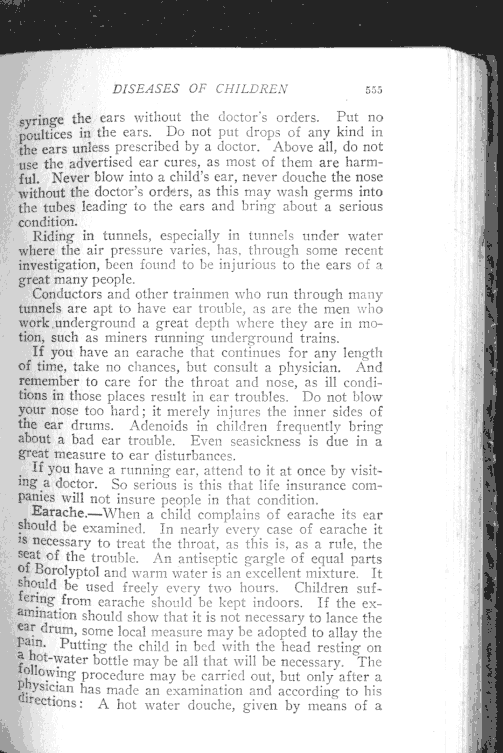 DISEASES OF CHILDREN 555
syringe the ears without the doctor's orders. Put no
poultices in the ears. Do not put drops of any kind in
the ears unless prescribed by a doctor. Above all, do not
use the advertised ear cures, as most of them are harm-
ful. Never blow into a child's ear, never douche the nose
without the doctor's orders, as this may wash germs into
the tubes leading to the ears and bring about a serious
condition.
Riding in tunnels, especially in tunnels under water
where the air pressure varies, has, through some recent
investigation, been found to be injurious to the ears of a
great many people.
Conductors and other trainmen who run through many
tunnels are apt to have ear trouble, as are the men who
work underground a great depth where they are in mo-
tion, such as miners running underground trains.
If you have an earache that continues for any length
of time, take no chances, but consult a physician. And
remember to care for the throat and nose, as ill condi-
tions in those places result in ear troubles. Do not blow
your nose too hard; it merely injures the inner sides of
the ear drums. Adenoids in children frequently bring
about a bad ear trouble. Even seasickness is due in a
great measure to ear disturbances.
If you have a running ear, attend to it at once by visit-
ing a doctor. So serious is this that life insurance com-
panies will not insure people in that condition.
Earache.—When a child complains of earache its ear
should be examined. In nearly every case of earache it
is necessary to treat the throat, as this is, as a rule, the
seat of the trouble. An antiseptic gargle of equal parts
of Borolyptol and warm water is an excellent mixture. It
should be used freely every two hours. Children suf-
fering from earache should be kept indoors. If the ex-
amination should show that it is not necessary to lance the
ear drum, some local measure may be adopted to allay the
pain. Putting the child in bed with the head resting on
a hot-water bottle may be all that will be necessary. The
following procedure may be carried out, but only after a
physician has made an examination and according to his
directions: A hot water douche, given by means of a